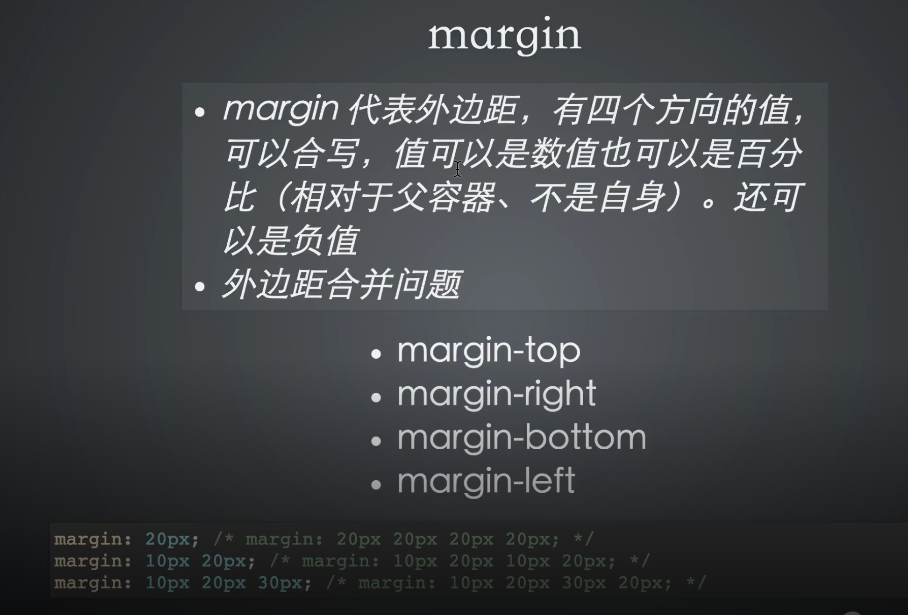 margin
• margin 代表外边距，有四个方向的值，
可以合写，值可以是数值也可以是百分
比（相对于父容器、不是自身）。还可
以是负值
• 外边距合并问题
• margin-top
• margin-right
• margin-bottom
• margin-left
margin: 20px; /* margin: 20px 20px 20px 20px; */
margin: 10px 20px; /* margin: 10px 20px 10px 20px; */
margin: 10px 20px 30px; /* margin: 10px 20px 30px 20px; */